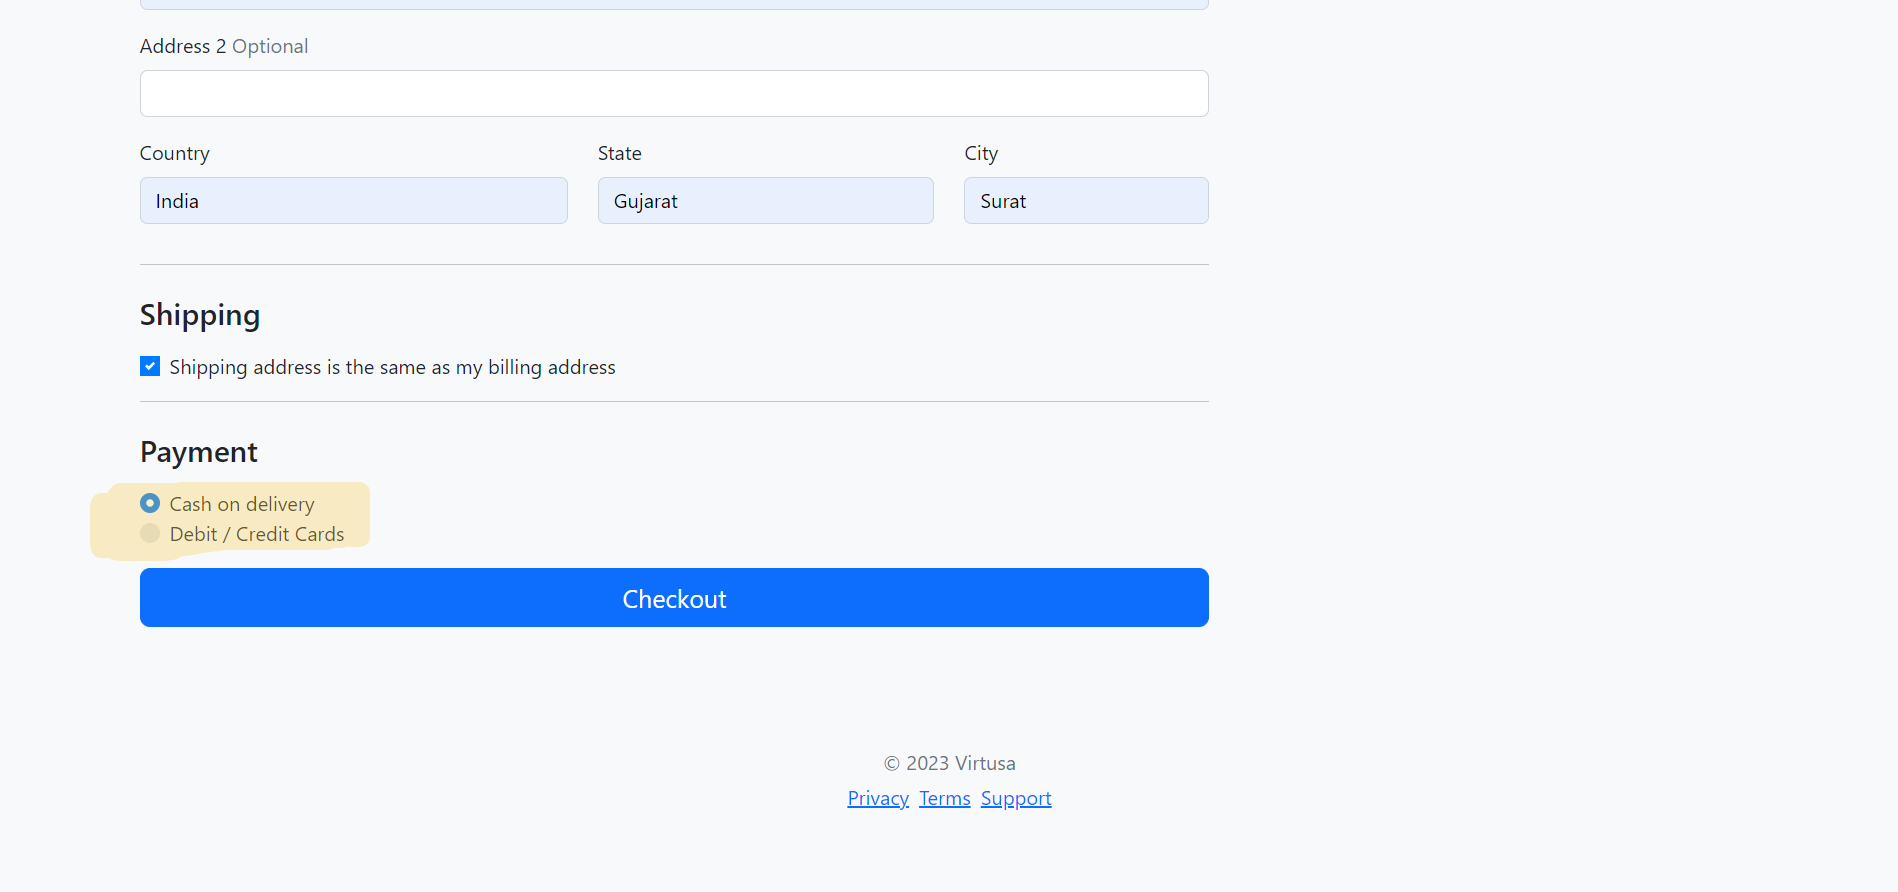 Address 2 Optional
Country State City
India Gujarat Surat
Shipping
Shipping address is the same as my billing address
Payment
Cash on delivery
Debit / Credit Cards
Checkout
© 2023 Virtusa
Privacy Terms Support